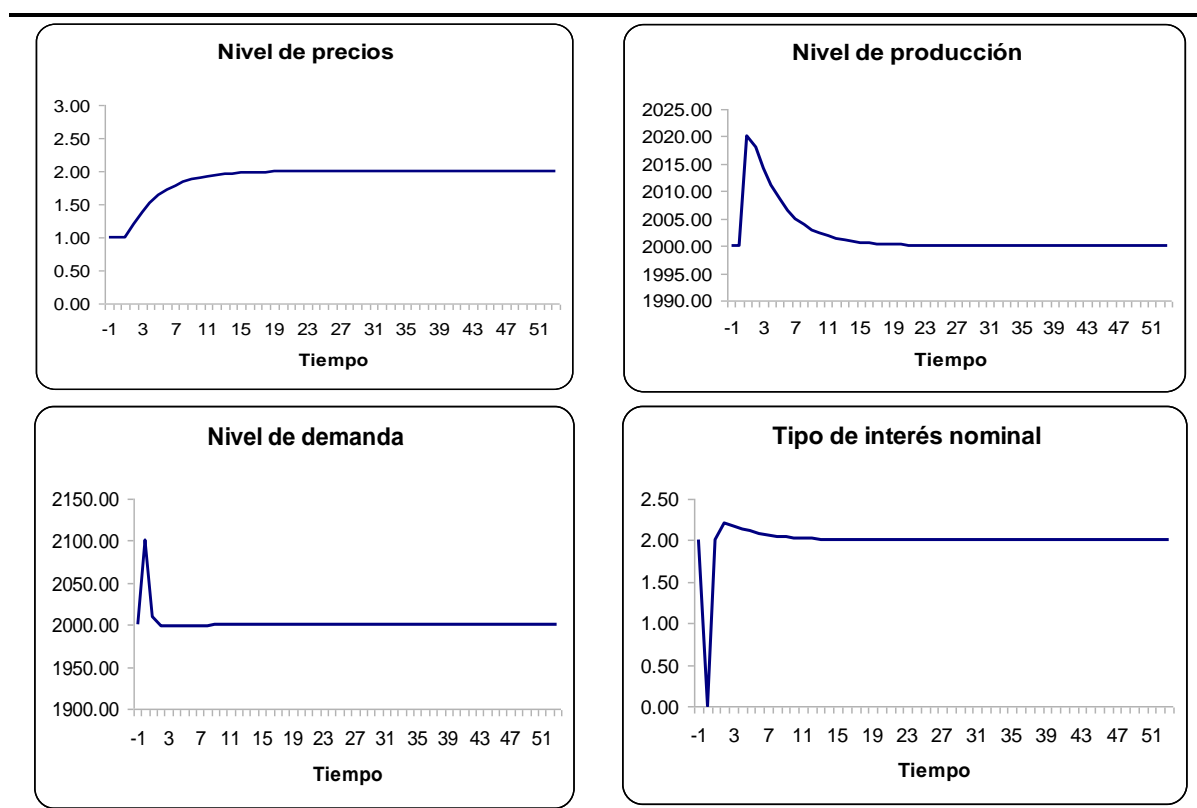 Nivel de precios
3.00
2.50
2.00
1.50
1.00
0.50
0.00
-1 3 7 11 15 19 23 27 31 35 39 43 47 51
Tiempo
Nivel de producción
2025.00
2020.00
2015.00
2010.00
2005.00
2000.00
1995.00
1990.00
-1 3 7 11 15 19 23 27 31 35 39 43 47 51
Tiempo
Nivel de demanda
2150.00
2100.00
2050.00
2000.00
1950.00
1900.00
-1 3 7 11 15 19 23 27 31 35 39 43 47 51
Tiempo
Tipo de interés nominal
2.50
2.00
1.50
1.00
0.50
0.00
-1 3 7 11 15 19 23 27 31 35 39 43 47 51
Tiempo